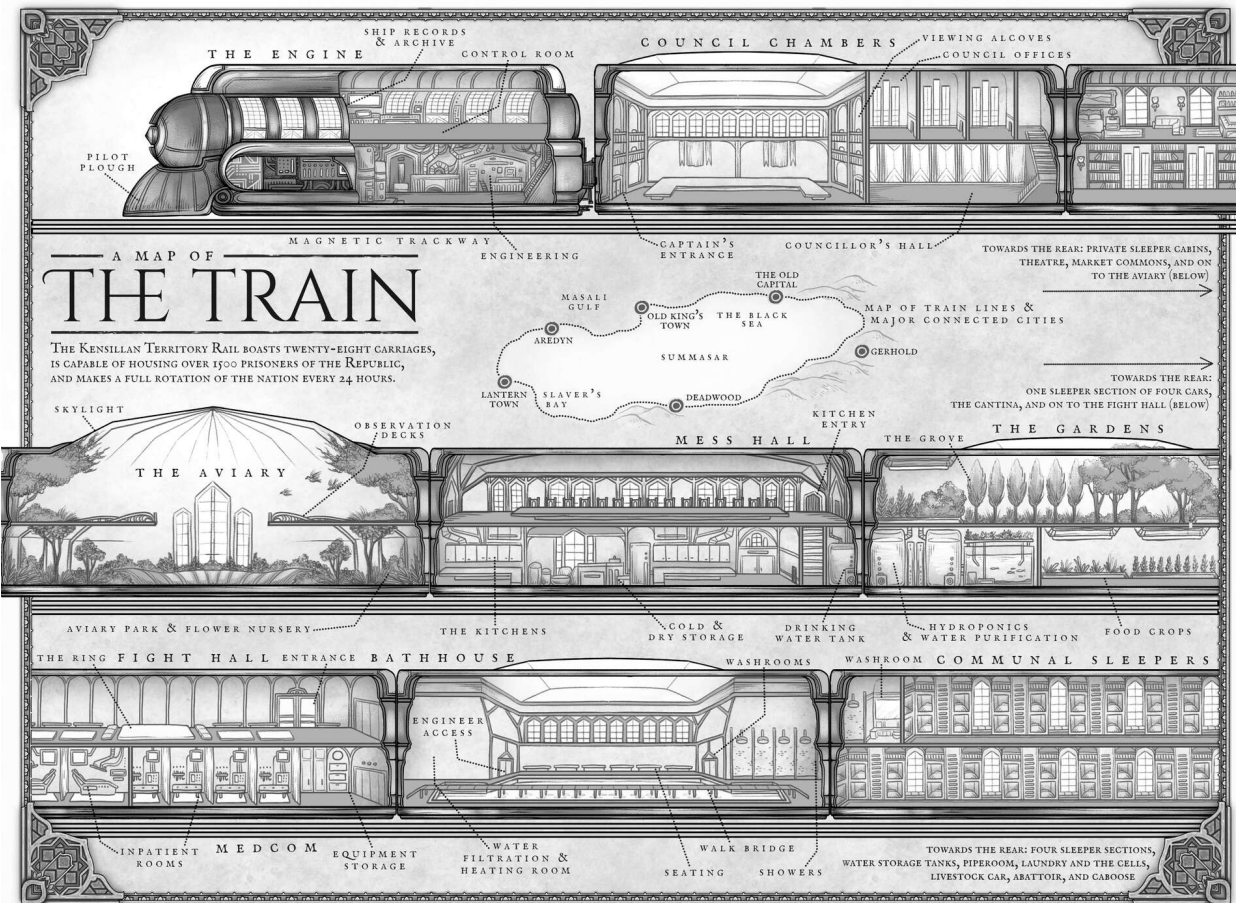 THE ENGINE
SHIP RECORDS
& ARCHIVE
CONTROL ROOM
COUNCIL CHAMBERS
VIEWING ALCOVES
COUNCIL OFFICES
PILOT
PLOUGH
MAGNETIC TRACKWAY
ENGINEERING
CAPTAIN'S
ENTRANCE
COUNCILLOR'S HALL
TOWARDS THE REAR: PRIVATE SLEEPER CABINS,
THEATRE, MARKET COMMONS, AND ON
TO THE AVIARY (BELOW)
A MAP OF
THE TRAIN
THE KENSILLAN TERRITORY RAIL BOASTS TWENTY-EIGHT CARRIAGES,
IS CAPABLE OF HOUSING OVER 1500 PRISONERS OF THE REPUBLIC,
AND MAKES A FULL ROTATION OF THE NATION EVERY 24 HOURS.
MASALI
GULF
THE OLD
CAPITAL
OLD KING'S
TOWN
THE BLACK
SEA
MAP OF TRAIN LINES &
MAJOR CONNECTED CITIES
AREDYN
SUMMASAR
GERHOLD
LANTERN
TOWN
SLAVER'S
BAY
DEADWOOD
TOWARDS THE REAR:
ONE SLEEPER SECTION OF FOUR CARS,
THE CANTINA, AND ON TO THE FIGHT HALL (BELOW)
SKYLIGHT
OBSERVATION
DECKS
THE AVIARY
MESS HALL
KITCHEN
ENTRY
THE GROVE
THE GARDENS
AVIARY PARK & FLOWER NURSERY
THE KITCHENS
COLD &
DRY STORAGE
DRINKING
WATER TANK
HYDROPONICS
& WATER PURIFICATION
FOOD CROPS
THE RING
FIGHT HALL
ENTRANCE
BATHHOUSE
WASHROOMS
WASHROOM
COMMUNAL SLEEPERS
ENGINEER
ACCESS
INPATIENT
ROOMS
MEDCOM
EQUIPMENT
STORAGE
WATER
FILTRATION &
HEATING ROOM
WALK BRIDGE
SEATING
SHOWERS
TOWARDS THE REAR: FOUR SLEEPER SECTIONS,
WATER STORAGE TANKS, PIPEROOM, LAUNDRY AND THE CELLS,
LIVESTOCK CAR, ABATTOIR, AND CABOOSE